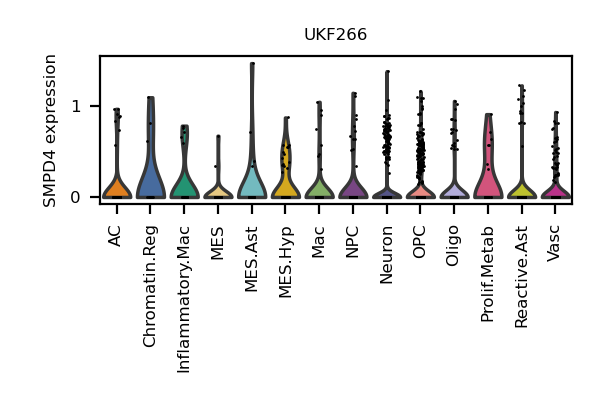 UKF266
SMPD4 expression
1
0
AC
Chromatin.Reg
Inflammatory.Mac
MES
MES.Ast
MES.Hyp
Mac
NPC
Neuron
OPC
Oligo
Prolif.Metab
Reactive.Ast
Vasc